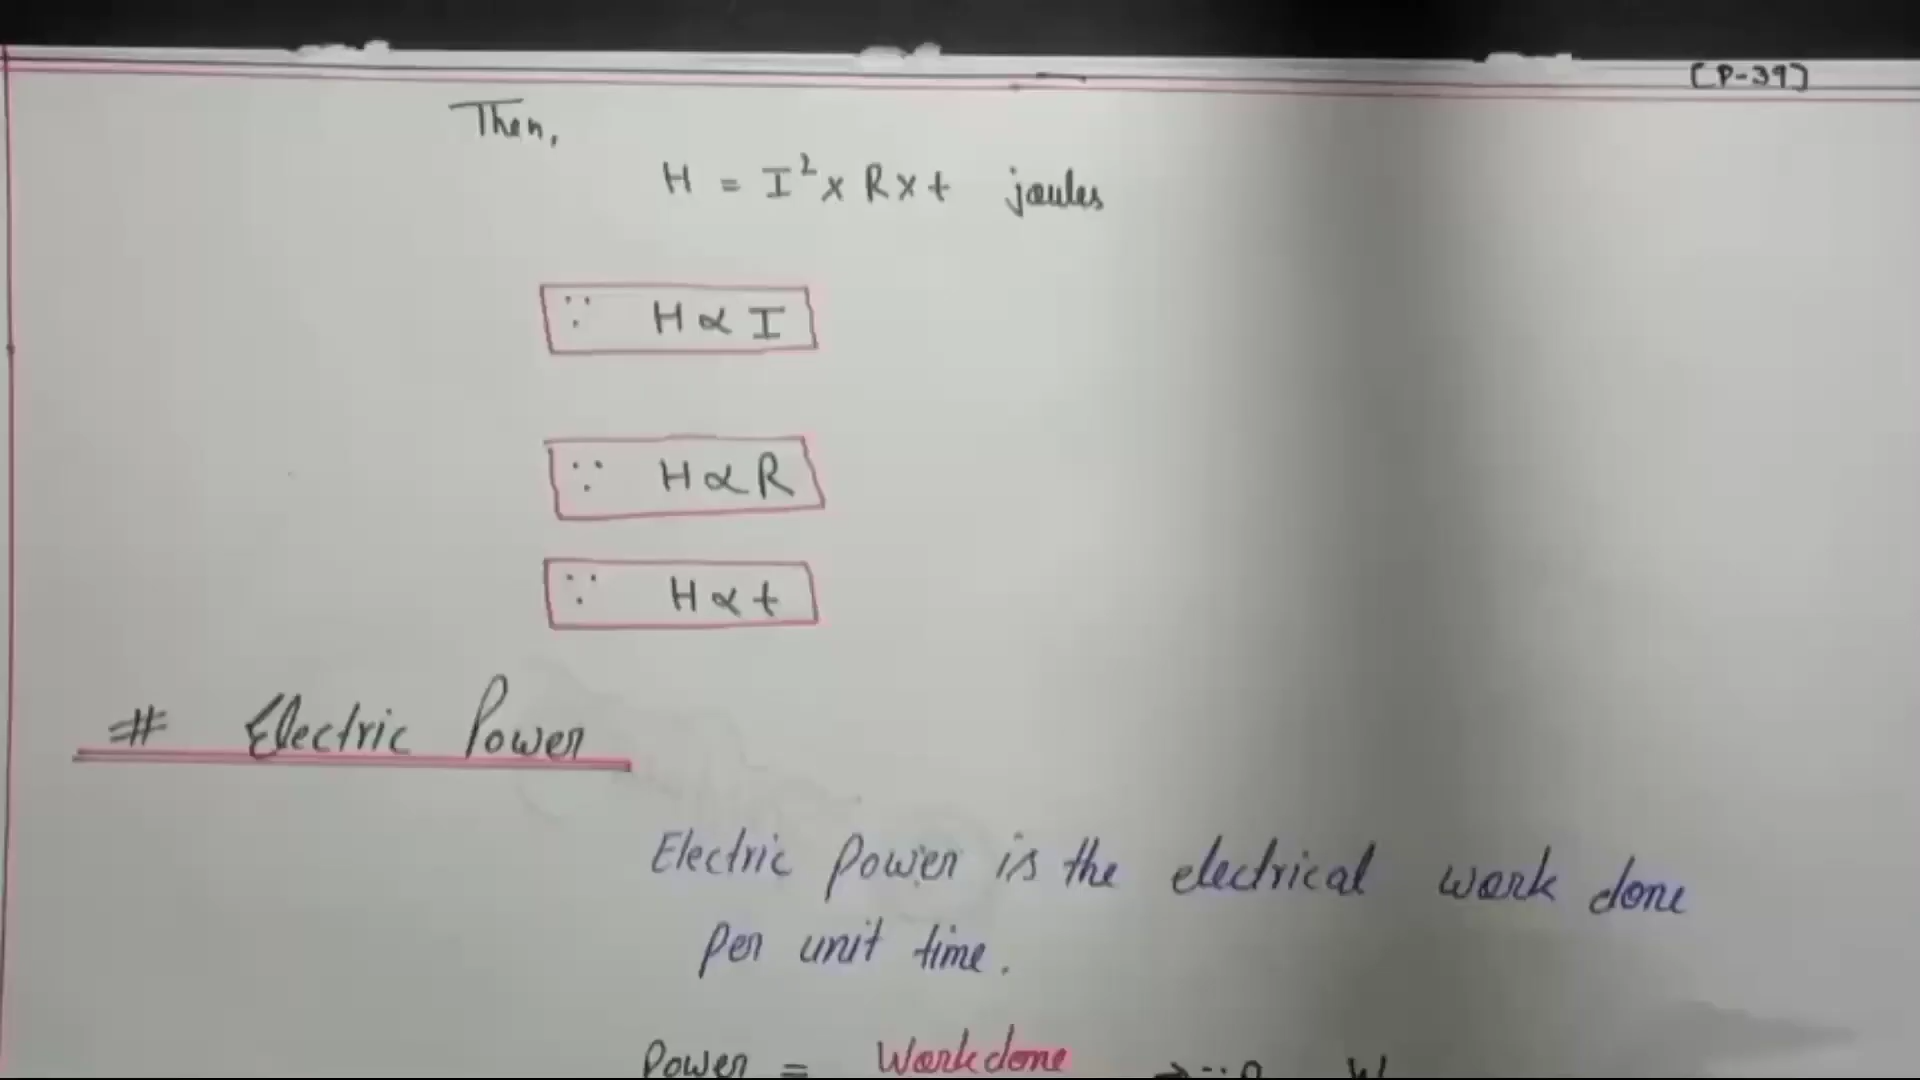 [P-39]
Then,
H = I² x R x t joules
∵ H ∝ I
∵ H ∝ R
∵ H ∝ t
# Electric Power
Electric Power is the electrical work done
Per unit time.
Power = Workdone